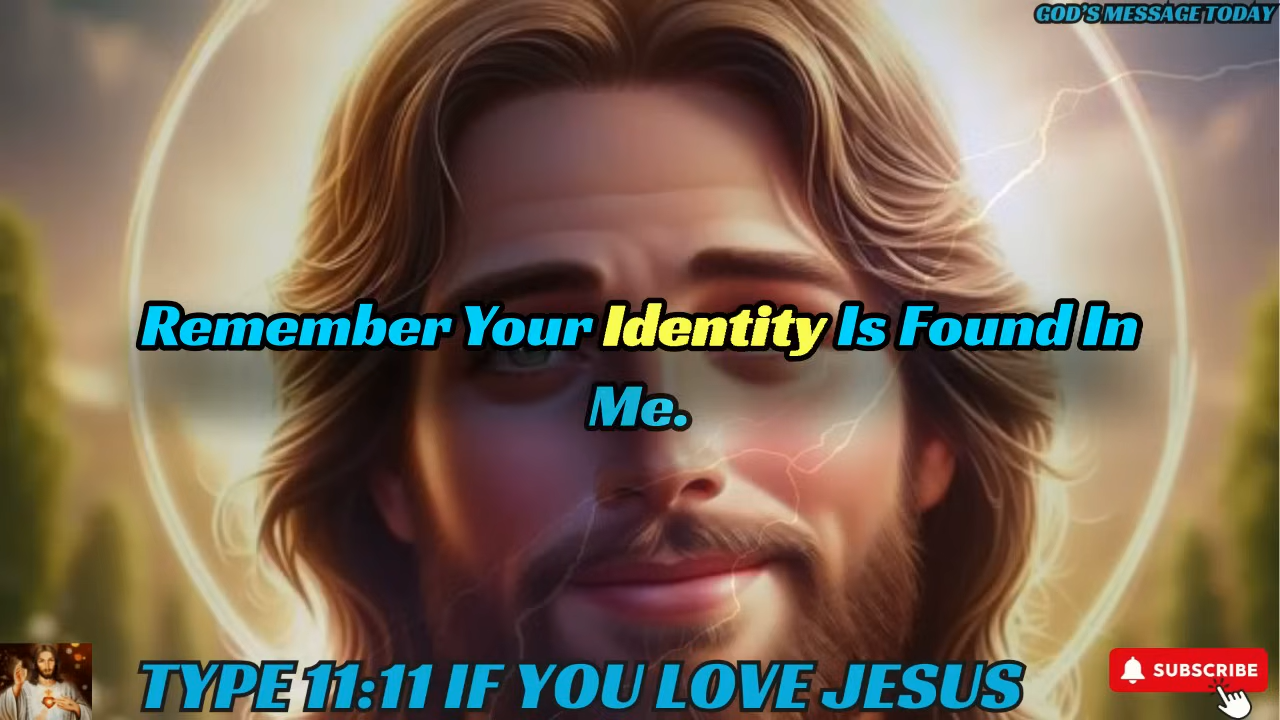 GOD'S MESSAGE TODAY
Remember Your Identity Is Found In
Me.
TYPE 11:11 IF YOU LOVE JESUS
SUBSCRIBE